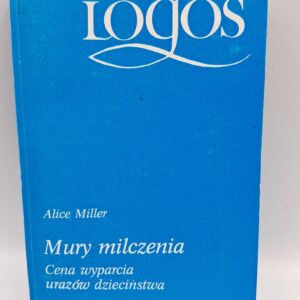 LOGOS
Alice Miller
Mury milczenia
Cena wyparcia
urazów dzieciństwa